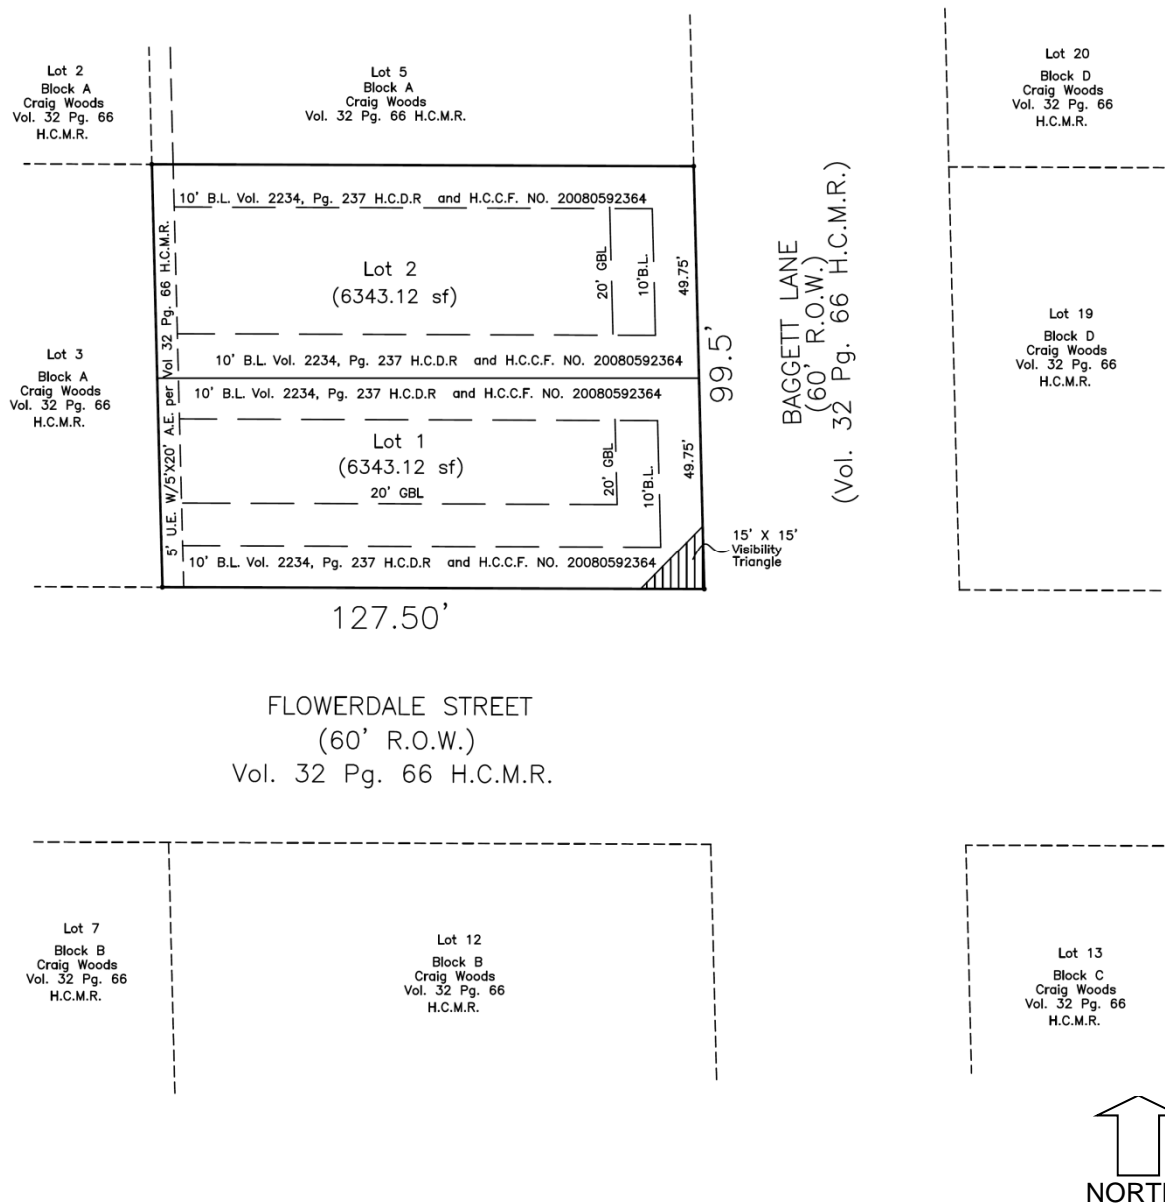 Lot 2
Block A
Craig Woods
Vol. 32 Pg. 66
H.C.M.R.
Lot 5
Block A
Craig Woods
Vol. 32 Pg. 66 H.C.M.R.
Lot 20
Block D
Craig Woods
Vol. 32 Pg. 66
H.C.M.R.
10' B.L. Vol. 2234, Pg. 237 H.C.D.R and H.C.C.F. NO. 20080592364
Lot 2
(6343.12 sf)
20' GBL
10'B.L.
49.75'
10' B.L. Vol. 2234, Pg. 237 H.C.D.R and H.C.C.F. NO. 20080592364
5' U.E. W/5'X20' A.E. per Vol 32 Pg. 66 H.C.M.R.
99.5'
BAGGETT LANE
(60' R.O.W.)
(Vol. 32 Pg. 66 H.C.M.R.)
Lot 19
Block D
Craig Woods
Vol. 32 Pg. 66
H.C.M.R.
Lot 3
Block A
Craig Woods
Vol. 32 Pg. 66
H.C.M.R.
10' B.L. Vol. 2234, Pg. 237 H.C.D.R and H.C.C.F. NO. 20080592364
Lot 1
(6343.12 sf)
20' GBL
20' GBL
10'B.L.
49.75'
10' B.L. Vol. 2234, Pg. 237 H.C.D.R and H.C.C.F. NO. 20080592364
15' X 15'
Visibility
Triangle
127.50'
FLOWERDALE STREET
(60' R.O.W.)
Vol. 32 Pg. 66 H.C.M.R.
Lot 7
Block B
Craig Woods
Vol. 32 Pg. 66
H.C.M.R.
Lot 12
Block B
Craig Woods
Vol. 32 Pg. 66
H.C.M.R.
Lot 13
Block C
Craig Woods
Vol. 32 Pg. 66
H.C.M.R.
NORTH